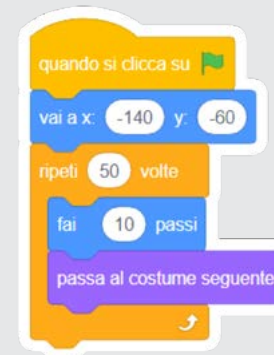 quando si clicca su
vai a x: -140 y: -60
ripeti 50 volte
fai 10 passi
passa al costume seguente